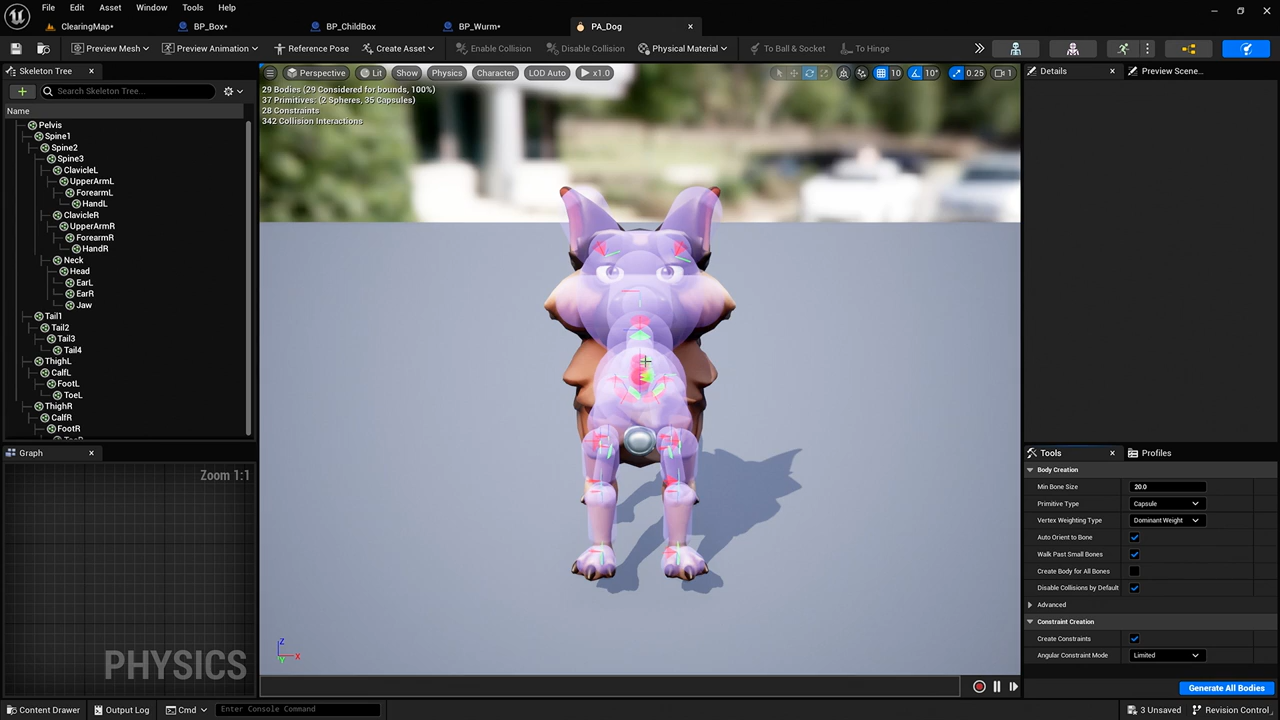 File Edit Asset Window Tools Help
ClearingMap* BP_Box* BP_ChildBox BP_Wurm* PA_Dog
Preview Mesh Preview Animation Reference Pose Create Asset Enable Collision Disable Collision Physical Material To Ball & Socket To Hinge
Skeleton Tree
Search Skeleton Tree...
Name
Pelvis
Spine1
Spine2
Spine3
ClavicleL
UpperArmL
ForearmL
HandL
ClavicleR
UpperArmR
ForearmR
HandR
Neck
Head
EarL
EarR
Jaw
Tail1
Tail2
Tail3
Tail4
ThighL
CalfL
FootL
ToeL
ThighR
CalfR
FootR
Graph
Zoom 1:1
PHYSICS
Perspective Lit Show Physics Character LOD Auto x1.0 10 10° 0.25 1
29 Bodies (29 Considered for bounds, 100%)
37 Primitives: (2 Spheres, 35 Capsules)
28 Constraints
342 Collision Interactions
Z
X
Y
Details Preview Scene...
Tools Profiles
Body Creation
Min Bone Size 20.0
Primitive Type Capsule
Vertex Weighting Type Dominant Weight
Auto Orient to Bone
Walk Past Small Bones
Create Body for All Bones
Disable Collisions by Default
Advanced
Constraint Creation
Create Constraints
Angular Constraint Mode Limited
Generate All Bodies
Content Drawer Output Log Cmd Enter Console Command 3 Unsaved Revision Control